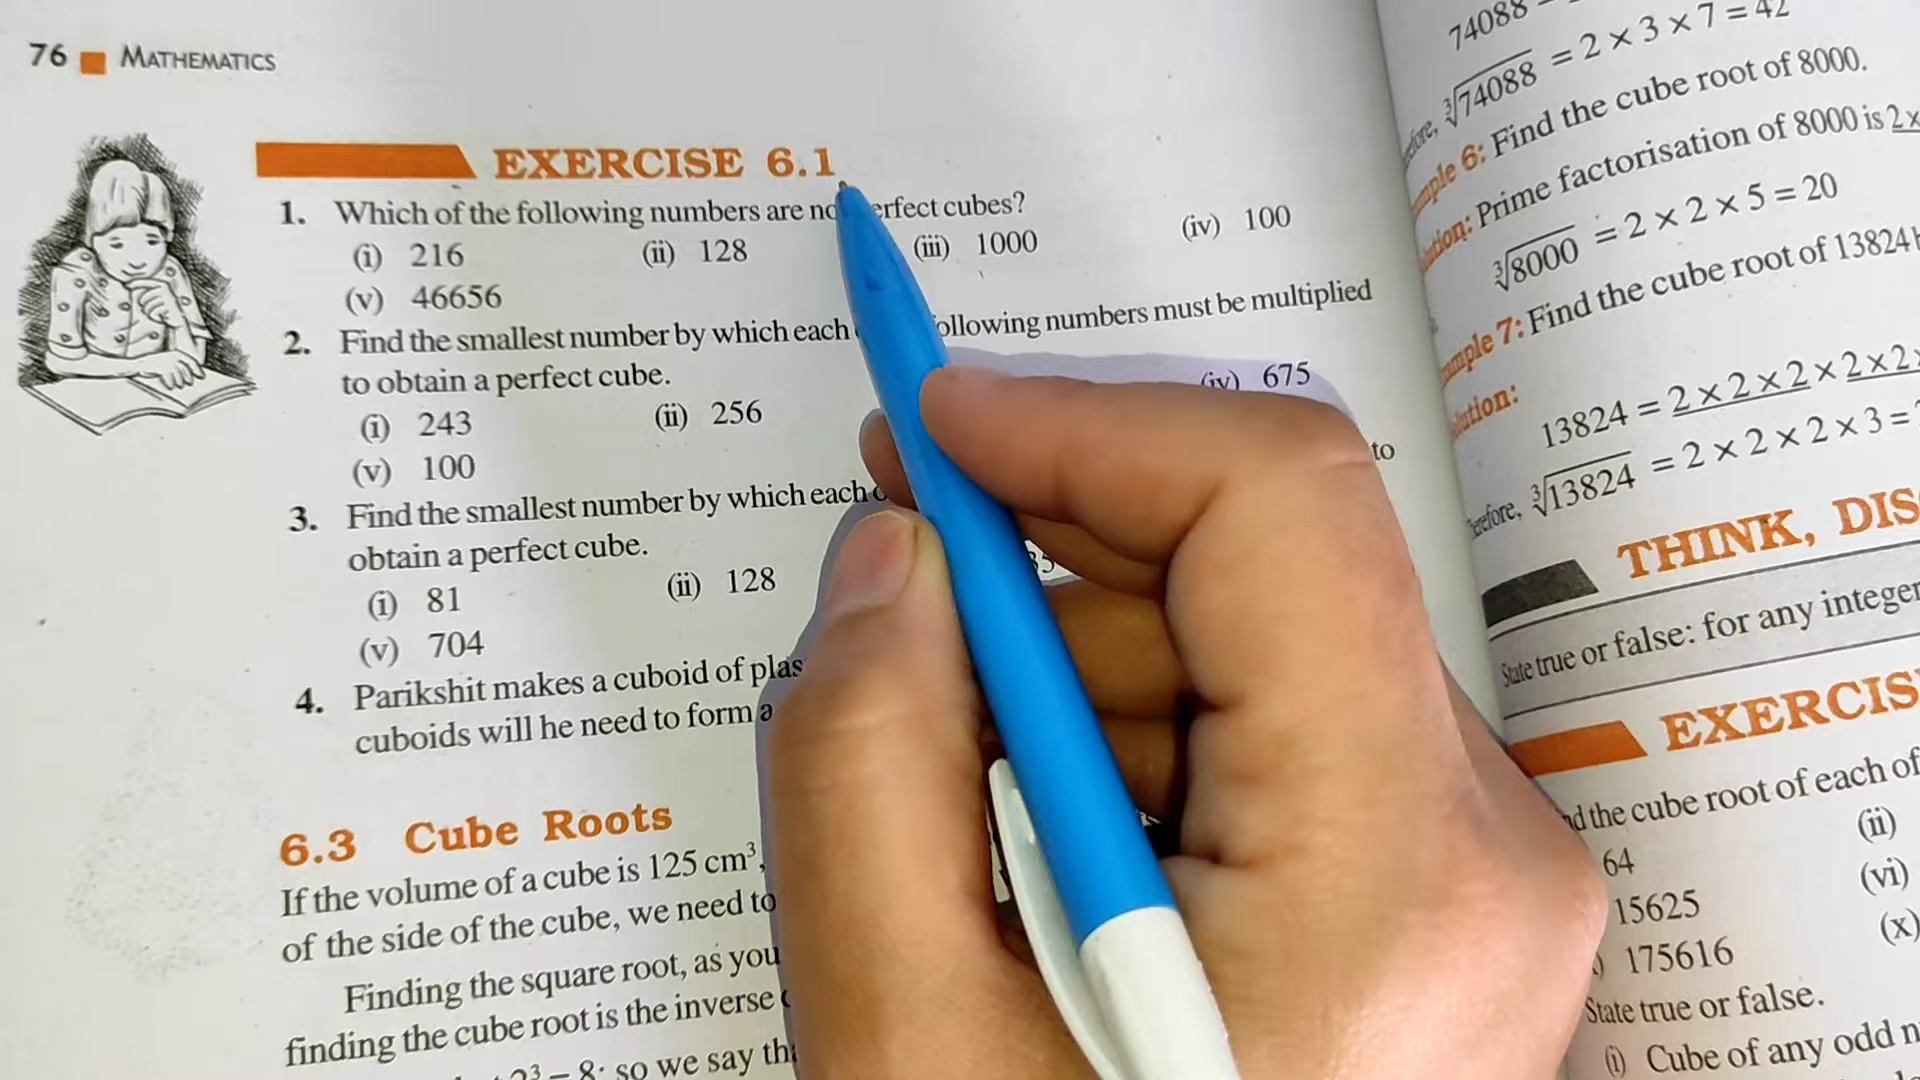 76 MATHEMATICS
EXERCISE 6.1
1. Which of the following numbers are perfect cubes?
(i) 216 (ii) 128 (iii) 1000 (iv) 100
(v) 46656
2. Find the smallest number by which each following numbers must be multiplied
to obtain a perfect cube.
(i) 243 (ii) 256 (iv) 675
(v) 100
3. Find the smallest number by which each to
obtain a perfect cube.
(i) 81 (ii) 128
(v) 704
4. Parikshit makes a cuboid of
cuboids will he need to form a
6.3 Cube Roots
If the volume of a cube is 125 cm³,
of the side of the cube, we need to
Finding the square root, as you
finding the cube root is the inverse
2³ = 8; so we say
74088
∛74088 = 2 × 3 × 7 = 42
6: Find the cube root of 8000.
Prime factorisation of 8000 is 2 ×
∛8000 = 2 × 2 × 5 = 20
7: Find the cube root of 13824
13824 = 2 × 2 × 2 × 2 × 2
∛13824 = 2 × 2 × 2 × 3 =
THINK,
State true or false: for any integer
the cube root of each of
64 (ii)
15625 (vi)
175616 (x)
State true or false.
(i) Cube of any odd